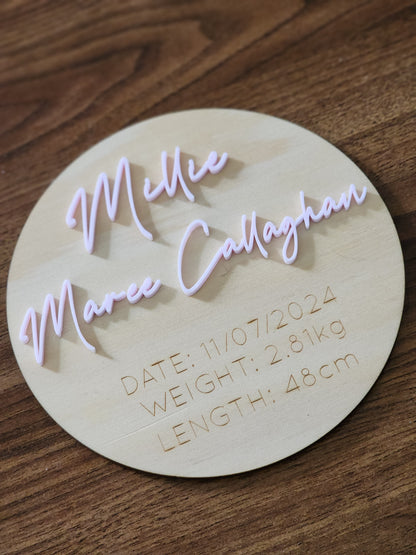 Millie
Maree Callaghan
DATE: 11/07/2024
WEIGHT: 2.81kg
LENGTH: 48cm